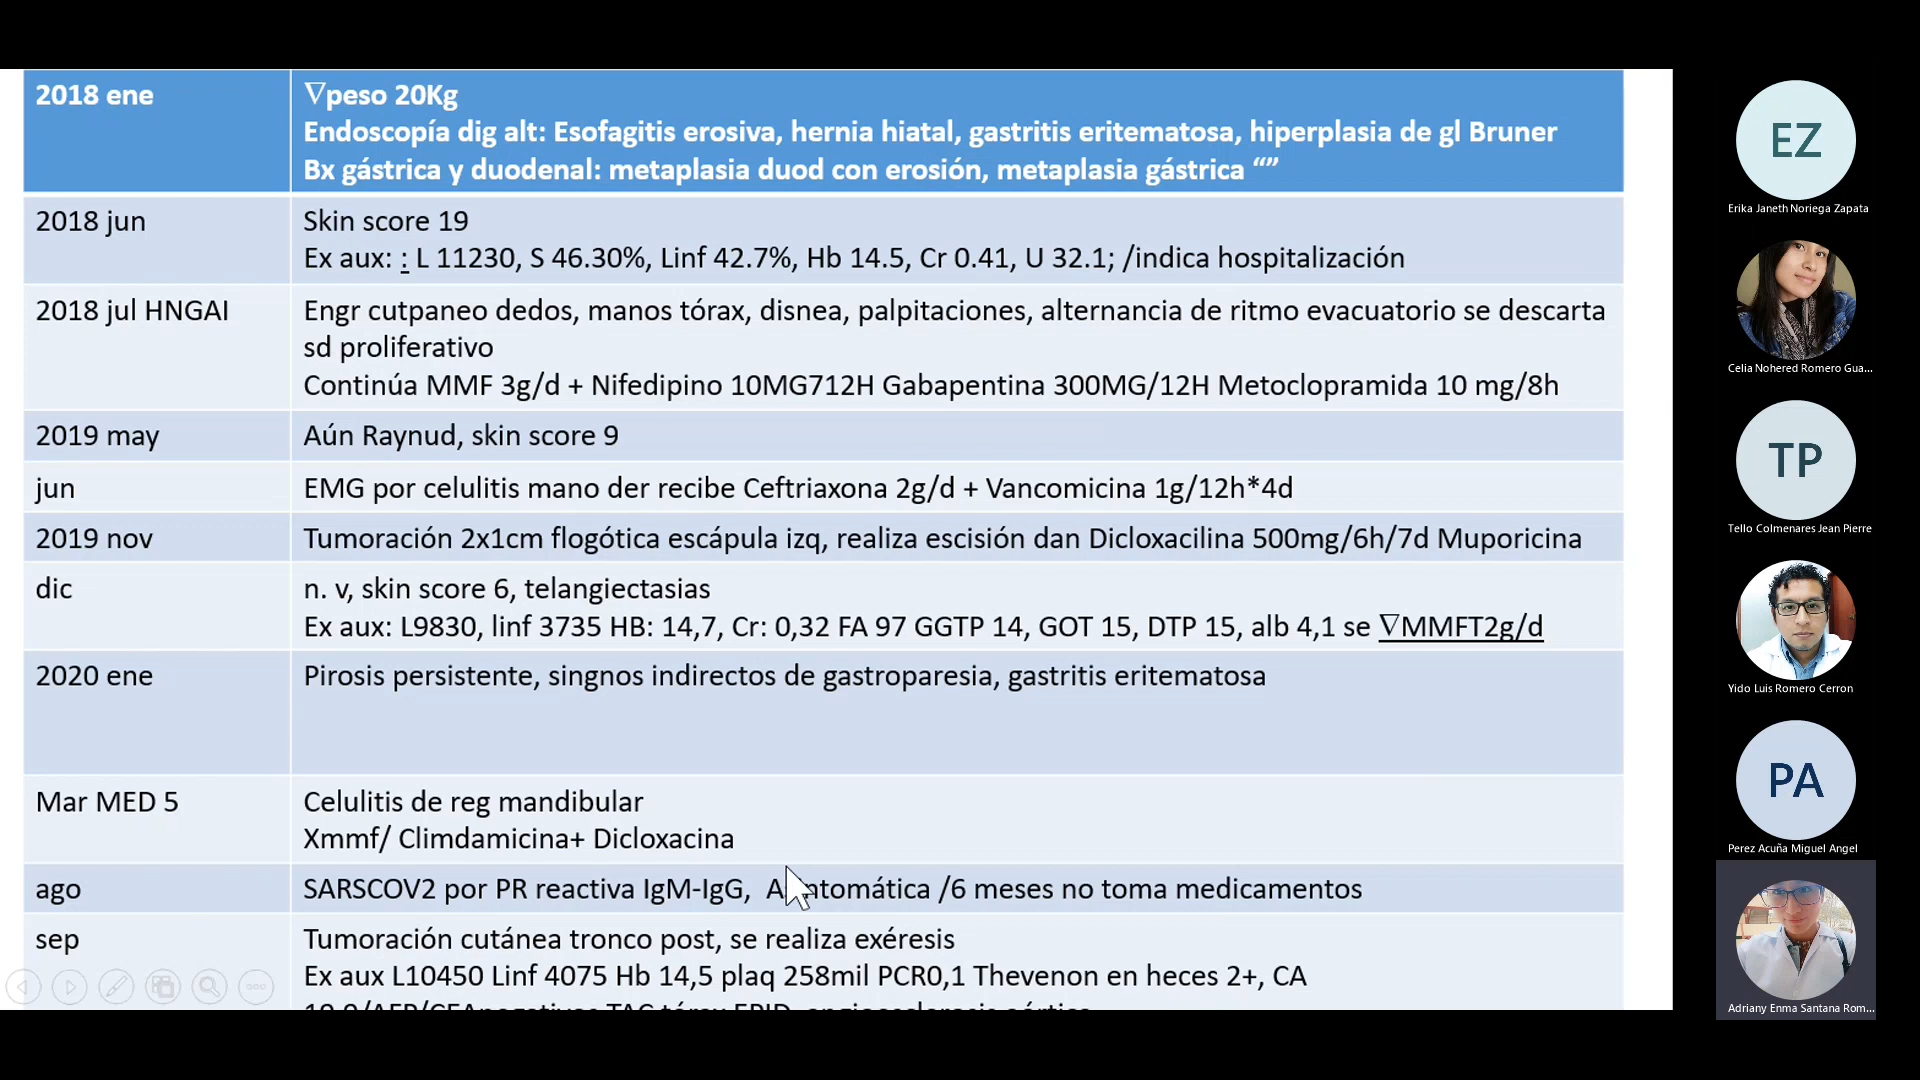 2018 ene
∇peso 20Kg
Endoscopía dig alt: Esofagitis erosiva, hernia hiatal, gastritis eritematosa, hiperplasia de gl Bruner
Bx gástrica y duodenal: metaplasia duod con erosión, metaplasia gástrica “”
2018 jun
Skin score 19
Ex aux: : L 11230, S 46.30%, Linf 42.7%, Hb 14.5, Cr 0.41, U 32.1; /indica hospitalización
2018 jul HNGAI
Engr cutpaneo dedos, manos tórax, disnea, palpitaciones, alternancia de ritmo evacuatorio se descarta
sd proliferativo
Continúa MMF 3g/d + Nifedipino 10MG712H Gabapentina 300MG/12H Metoclopramida 10 mg/8h
2019 may
Aún Raynud, skin score 9
jun
EMG por celulitis mano der recibe Ceftriaxona 2g/d + Vancomicina 1g/12h*4d
2019 nov
Tumoración 2x1cm flogótica escápula izq, realiza escisión dan Dicloxacilina 500mg/6h/7d Muporicina
dic
n. v, skin score 6, telangiectasias
Ex aux: L9830, linf 3735 HB: 14,7, Cr: 0,32 FA 97 GGTP 14, GOT 15, DTP 15, alb 4,1 se ∇MMFT2g/d
2020 ene
Pirosis persistente, singnos indirectos de gastroparesia, gastritis eritematosa
Mar MED 5
Celulitis de reg mandibular
Xmmf/ Climdamicina+ Dicloxacina
ago
SARSCOV2 por PR reactiva IgM-IgG, /6 meses no toma medicamentos
sep
Tumoración cutánea tronco post, se realiza exéresis
Ex aux L10450 Linf 4075 Hb 14,5 plaq 258mil PCR0,1 Thevenon en heces 2+, CA
EZ
Erika Janeth Noriega Zapata
Celia Nohered Romero Gua...
TP
Tello Colmenares Jean Pierre
Yido Luis Romero Cerron
PA
Perez Acuña Miguel Angel
Adriany Enma Santana Rom...